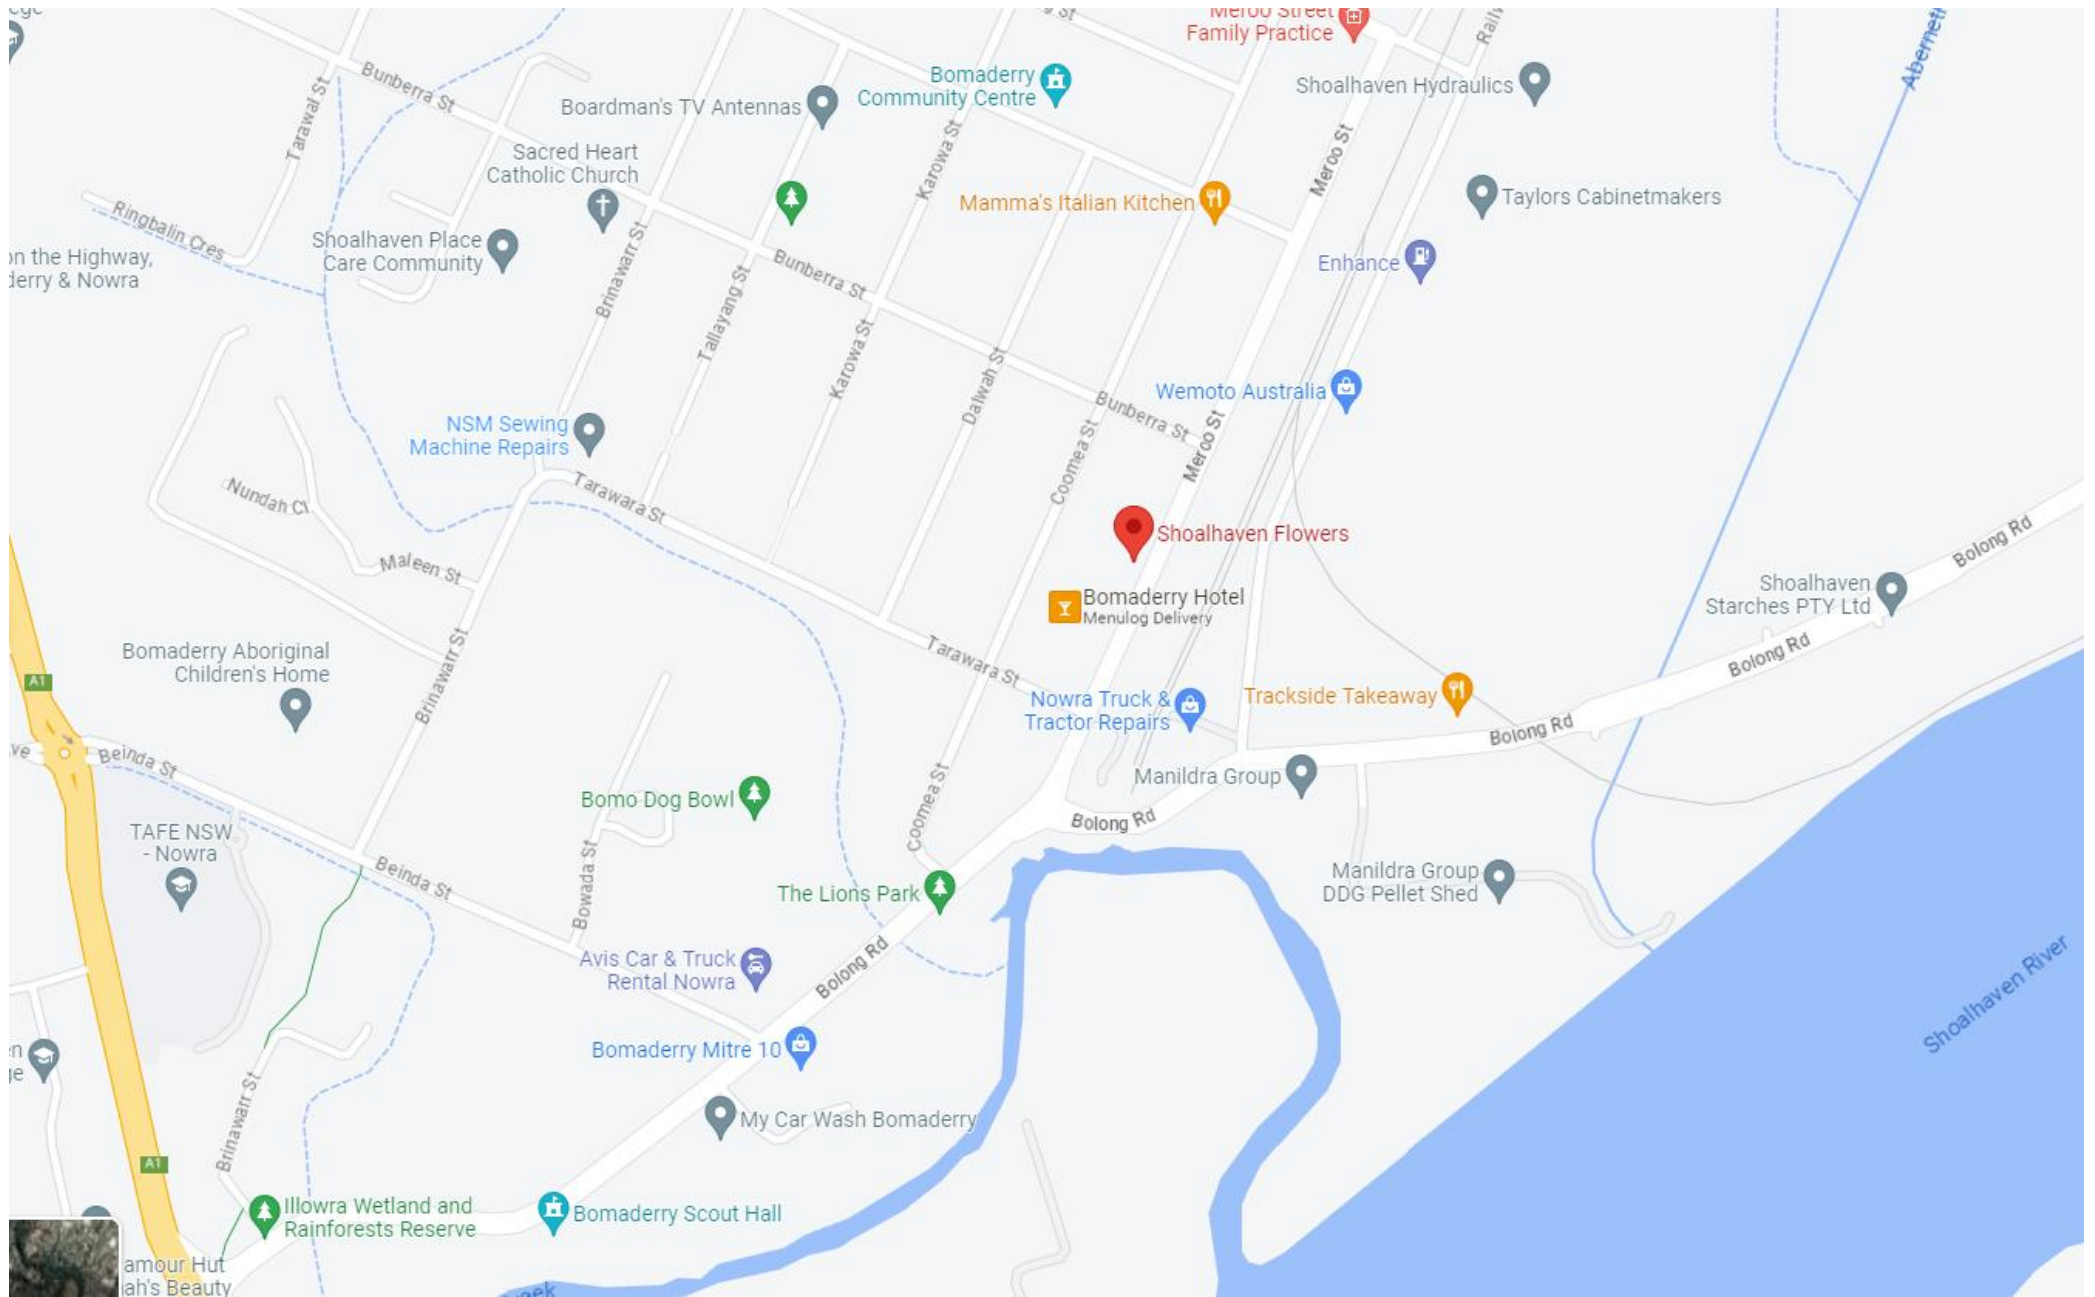 Meroo Street
Family Practice
Bomaderry
Community Centre
Shoalhaven Hydraulics
Bunberra St
Boardman's TV Antennas
Tarawal St
Karowa St
Meroo St
Sacred Heart
Catholic Church
Mamma's Italian Kitchen
Taylors Cabinetmakers
Ringbalin Cres
Shoalhaven Place
Care Community
on the Highway,
derry & Nowra
Brinawarr St
Bunberra St
Enhance
Tallayang St
Karowa St
Dalwah St
Wemoto Australia
Bunberra St
Meroo St
NSM Sewing
Machine Repairs
Coomea St
Nundah Cl
Tarawara St
Shoalhaven Flowers
Bolong Rd
Maleen St
Bomaderry Hotel
Menulog Delivery
Shoalhaven
Starches PTY Ltd
Bomaderry Aboriginal
Children's Home
Brinawarr St
Tarawara St
Bolong Rd
A1
Nowra Truck &
Tractor Repairs
Trackside Takeaway
Bolong Rd
Beinda St
Manildra Group
Bomo Dog Bowl
Coomea St
Bolong Rd
TAFE NSW
- Nowra
Beinda St
Bowada St
The Lions Park
Manildra Group
DDG Pellet Shed
Avis Car & Truck
Rental Nowra
Bolong Rd
Shoalhaven River
Bomaderry Mitre 10
Brinawarr St
My Car Wash Bomaderry
A1
Illowra Wetland and
Rainforests Reserve
Bomaderry Scout Hall
amour Hut
ah's Beauty